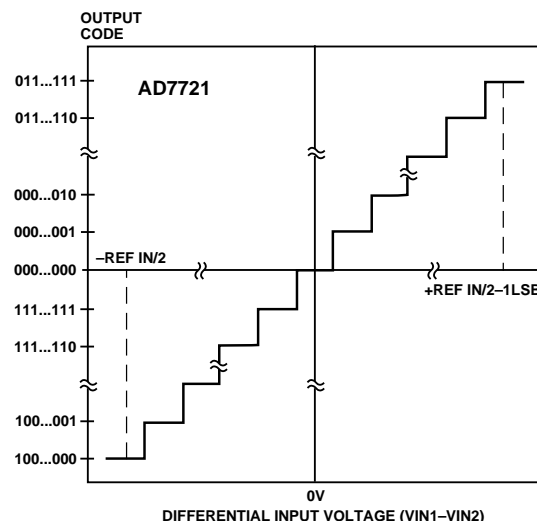 OUTPUT
CODE
AD7721
011...111
011...110
000...010
000...001
000...000
–REF IN/2
+REF IN/2–1LSB
111...111
111...110
100...001
100...000
0V
DIFFERENTIAL INPUT VOLTAGE (VIN1–VIN2)